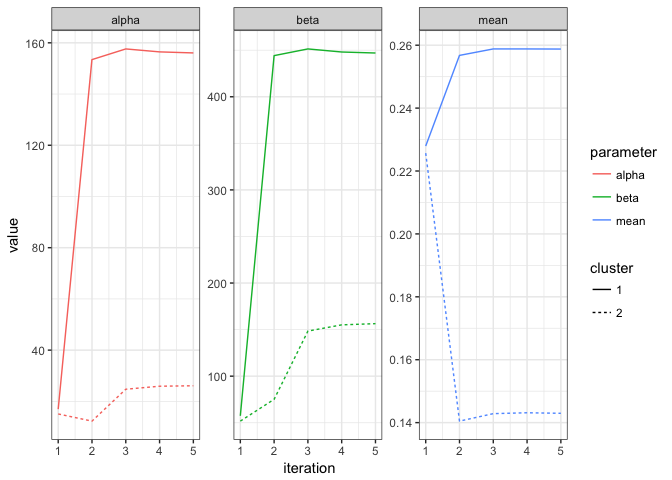 alpha beta mean
160
120
80
40
400
300
200
100
0.26
0.24
0.22
0.20
0.18
0.16
0.14
1 2 3 4 5 1 2 3 4 5 1 2 3 4 5
value
iteration
parameter
alpha
beta
mean
cluster
1
2